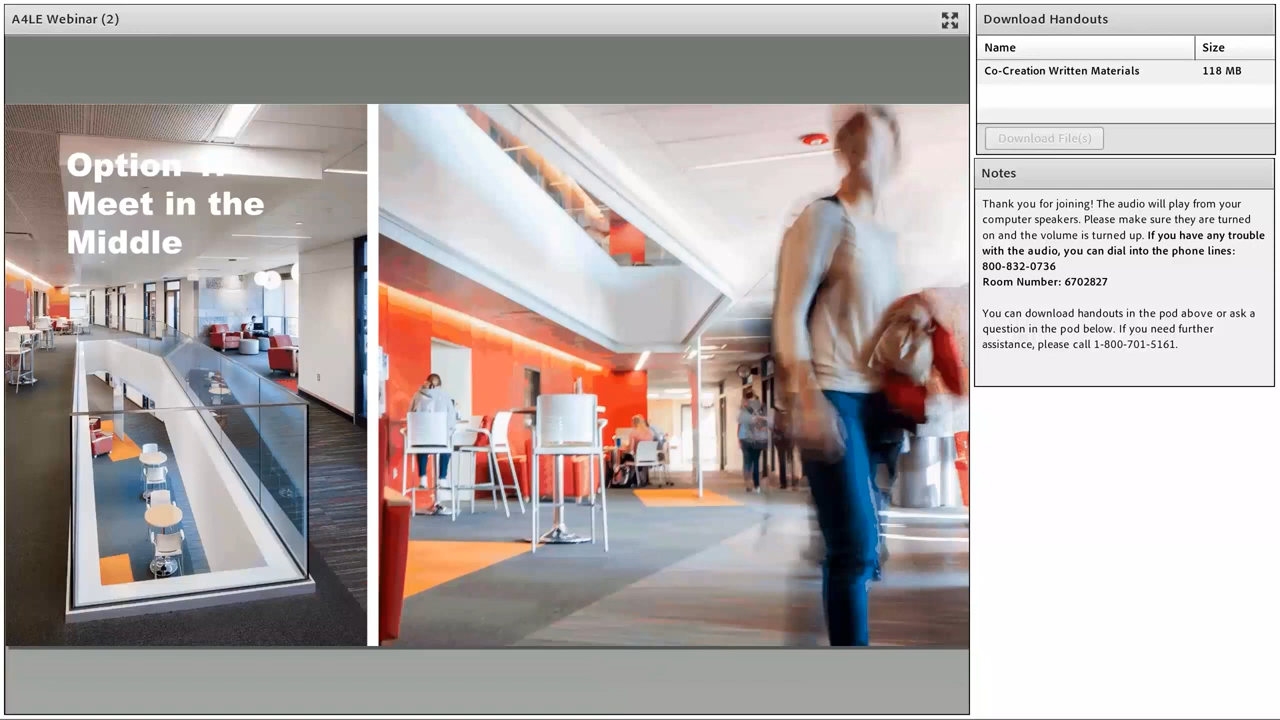 A4LE Webinar (2)
Option 1:
Meet in the
Middle
Download Handouts
Name Size
Co-Creation Written Materials 118 MB
Download File(s)
Notes
Thank you for joining! The audio will play from your
computer speakers. Please make sure they are turned
on and the volume is turned up. If you have any trouble
with the audio, you can dial into the phone lines:
800-832-0736
Room Number: 6702827
You can download handouts in the pod above or ask a
question in the pod below. If you need further
assistance, please call 1-800-701-5161.